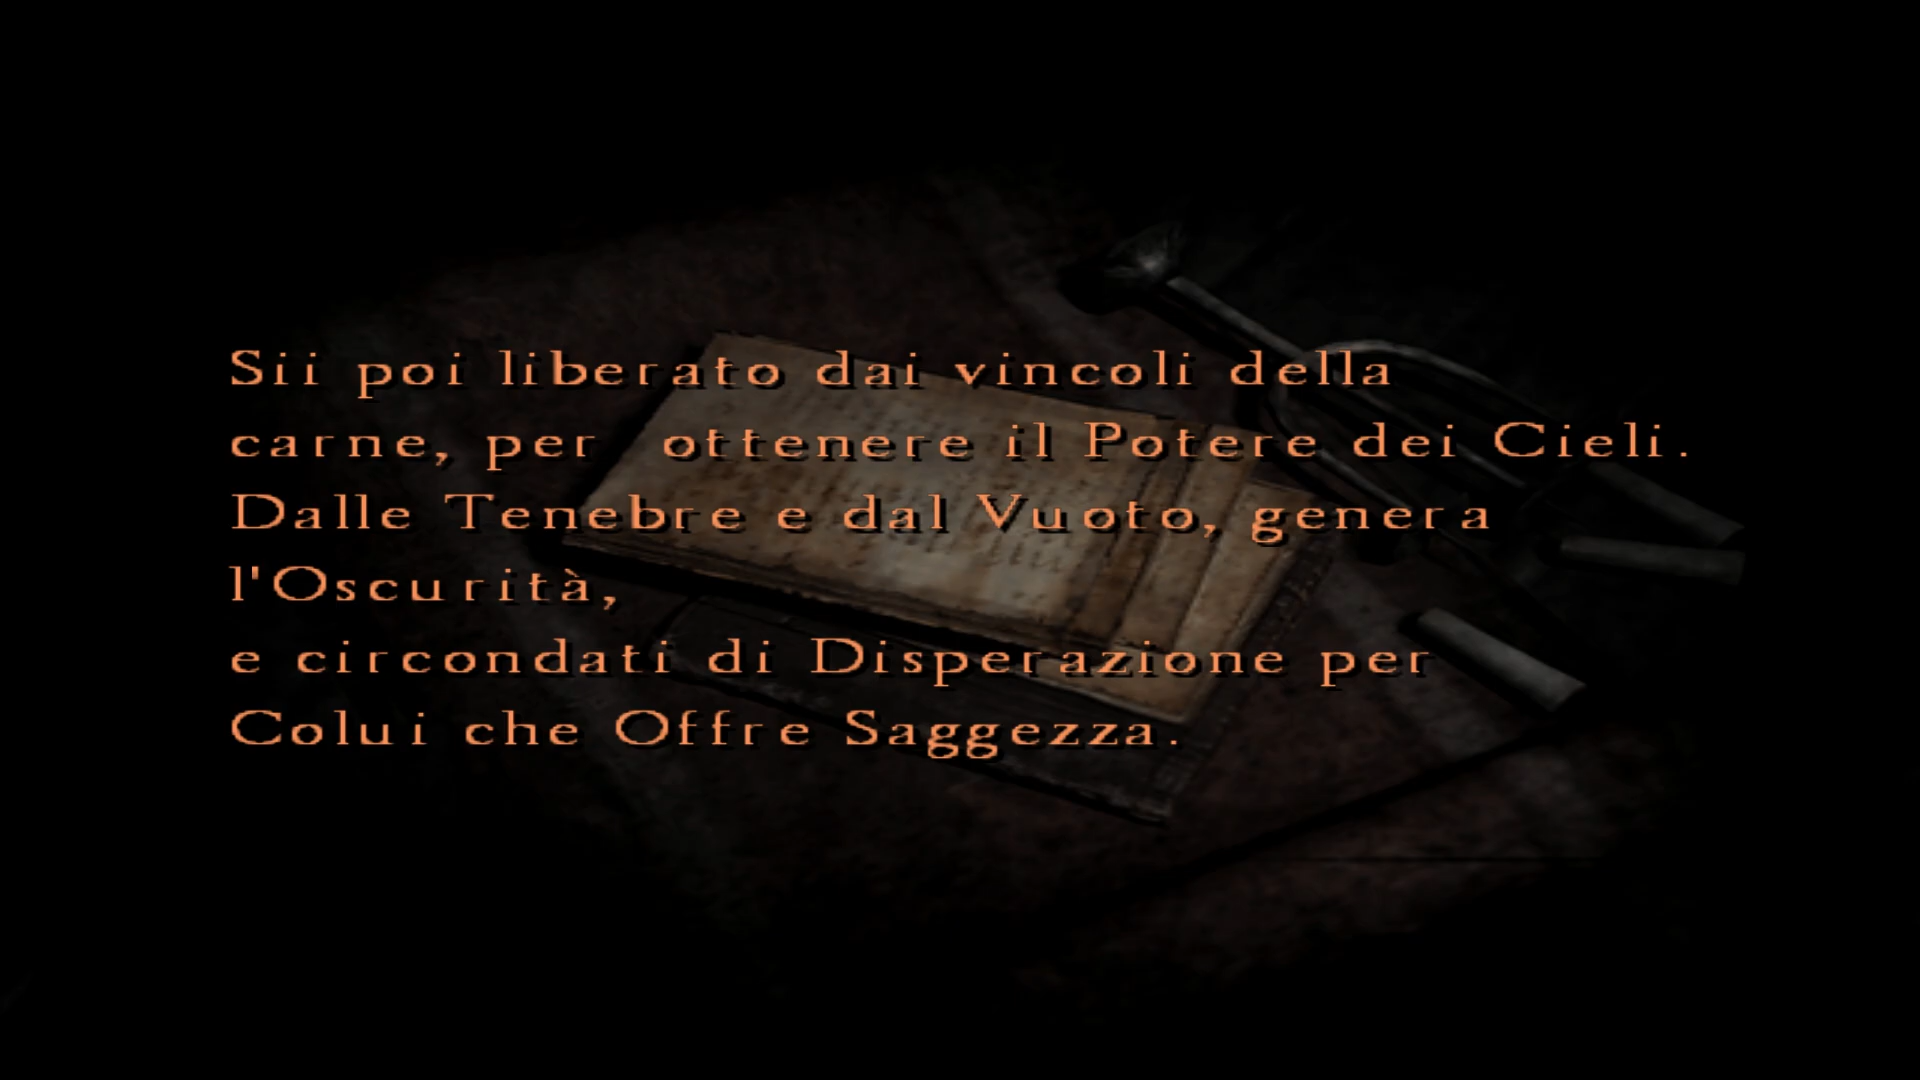 Sii poi liberato dai vincoli della
carne, per  ottenere il Potere dei Cieli.
Dalle Tenebre e dal Vuoto, genera
l'Oscurità,
e circondati di Disperazione per
Colui che Offre Saggezza.